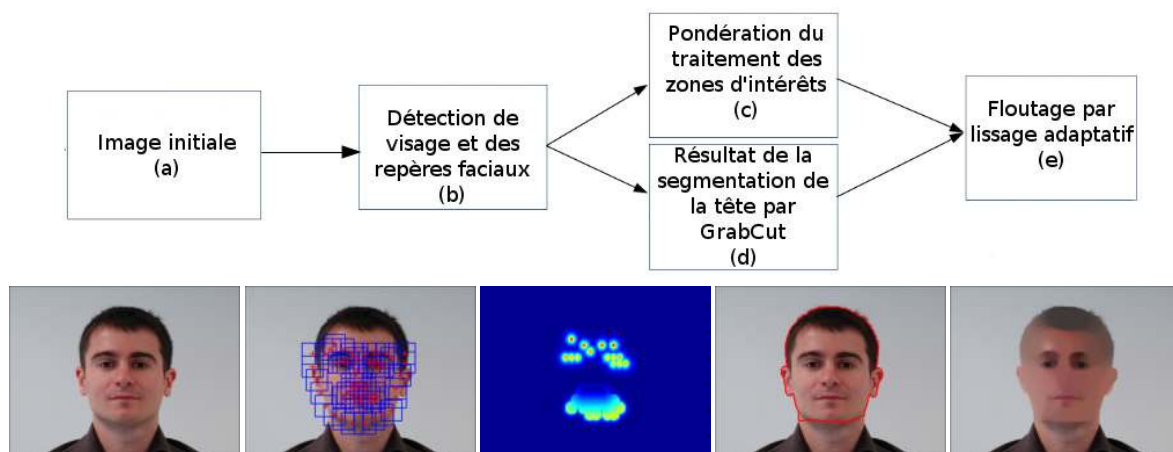 Image initiale
(a)
Détection de
visage et des
repères faciaux
(b)
Pondération du
traitement des
zones d'intérêts
(c)
Résultat de la
segmentation de
la tête par
GrabCut
(d)
Floutage par
lissage adaptatif
(e)